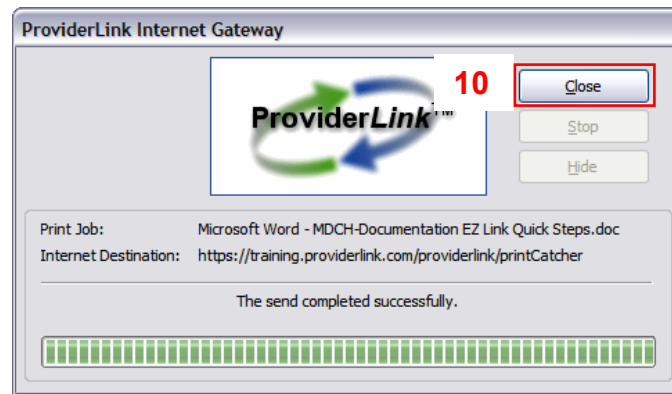 ProviderLink Internet Gateway
ProviderLink™
10
Close
Stop
Hide
Print Job: Microsoft Word - MDCH-Documentation EZ Link Quick Steps.doc
Internet Destination: https://training.providerlink.com/providerlink/printCatcher
The send completed successfully.